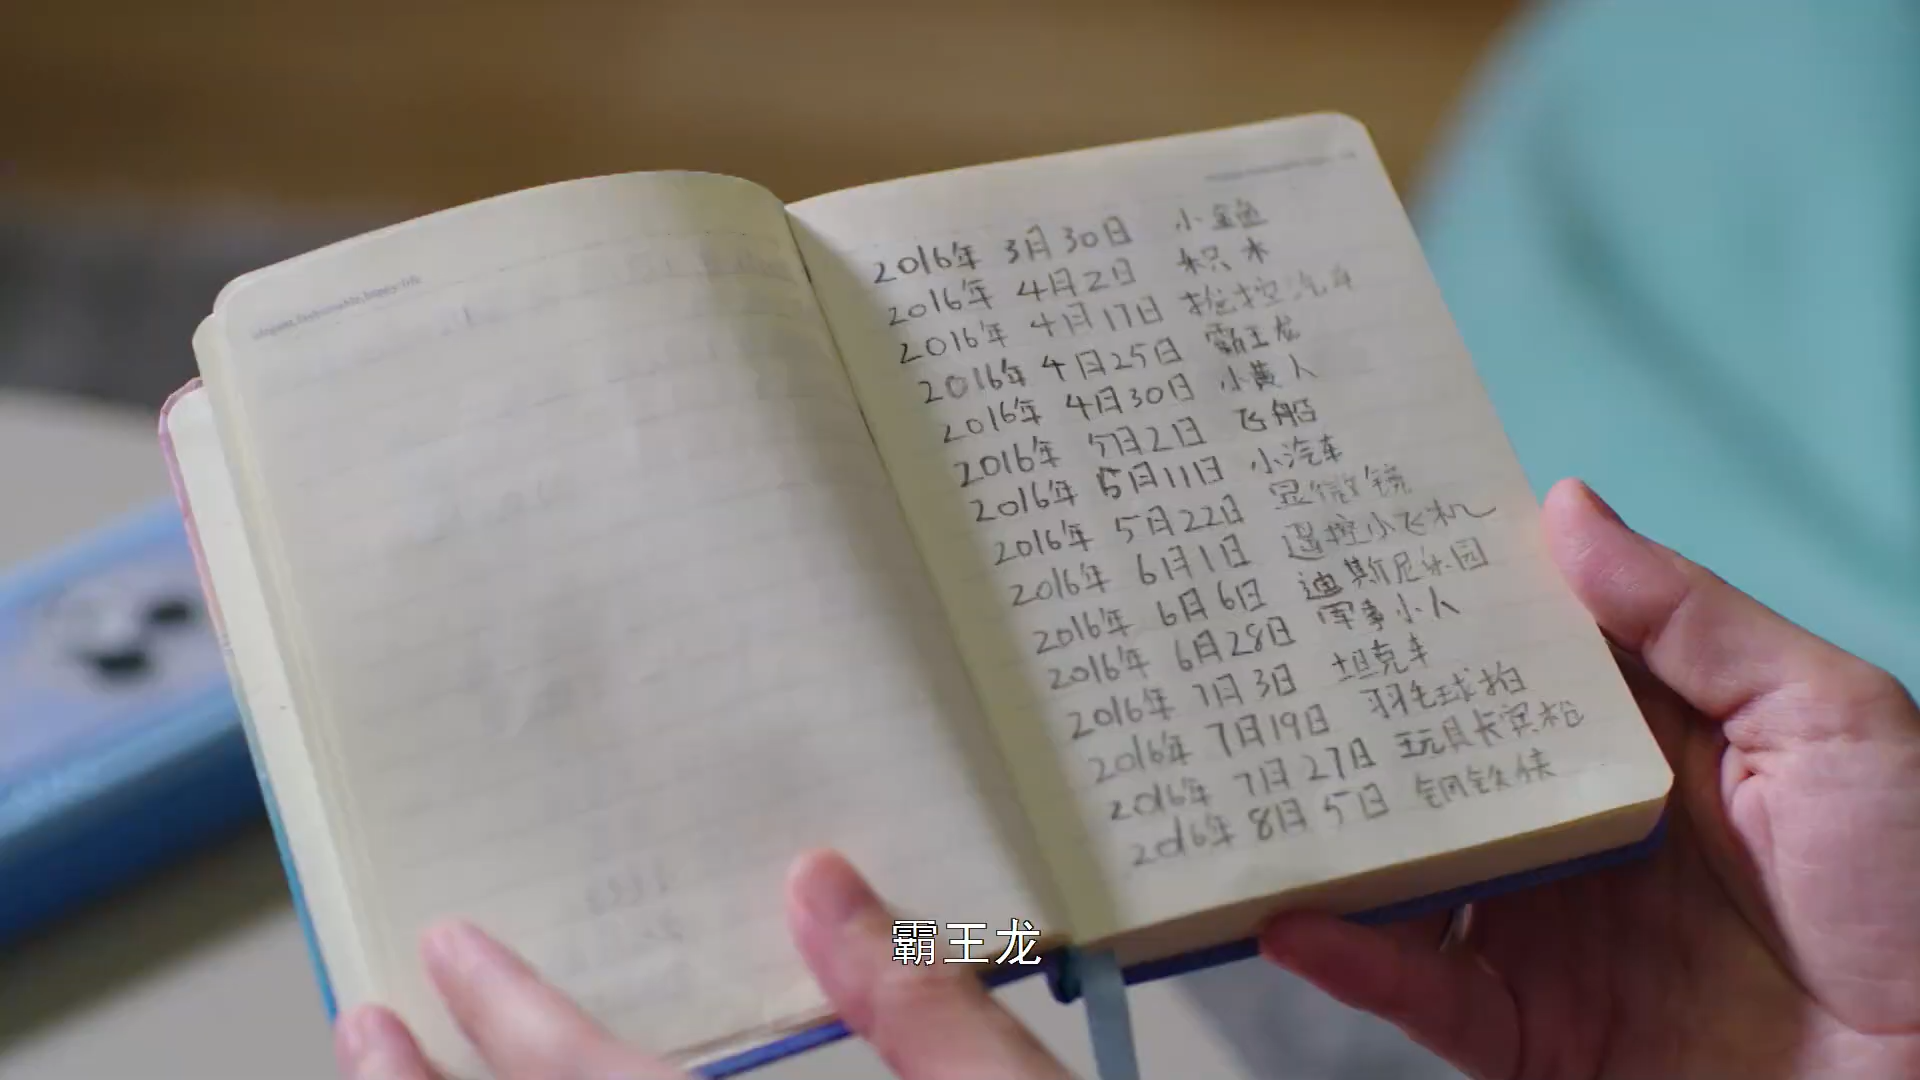 elegant,fashionable,happy life
2016年 3月30日 小金鱼
2016年 4月2日 积木
2016年 4月17日 遥控汽车
2016年 4月25日 霸王龙
2016年 4月30日 小黄人
2016年 5月2日 飞船
2016年 5月11日 小汽车
2016年 5月22日 显微镜
2016年 6月1日 遥控小飞机
2016年 6月6日 迪斯尼乐园
2016年 6月28日 军事小人
2016年 7月3日 坦克车
2016年 7月19日 羽毛球拍
2016年 7月27日 玩具长冥枪
2016年 8月5日 钢铁侠
霸王龙